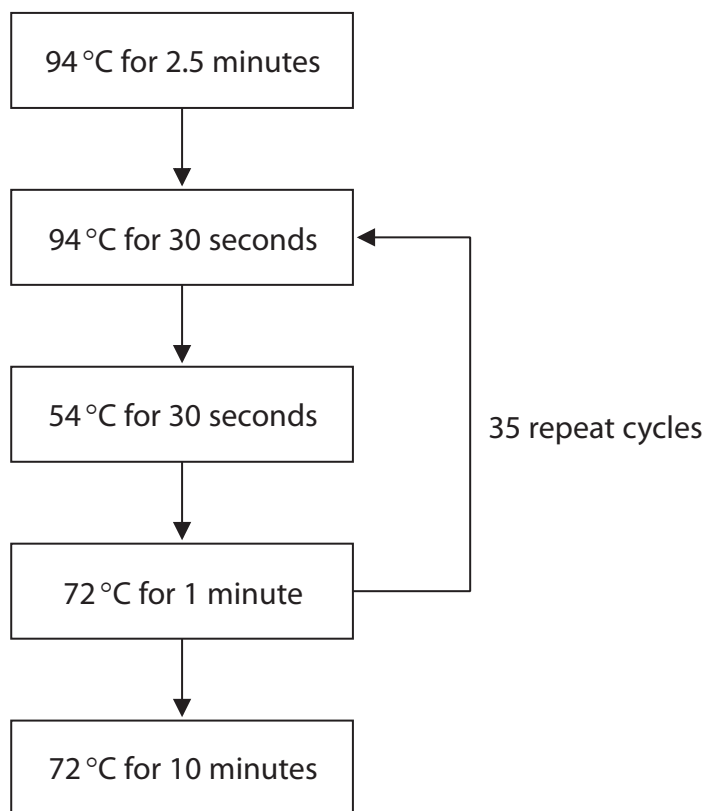 94 °C for 2.5 minutes
94 °C for 30 seconds
54 °C for 30 seconds
35 repeat cycles
72 °C for 1 minute
72 °C for 10 minutes